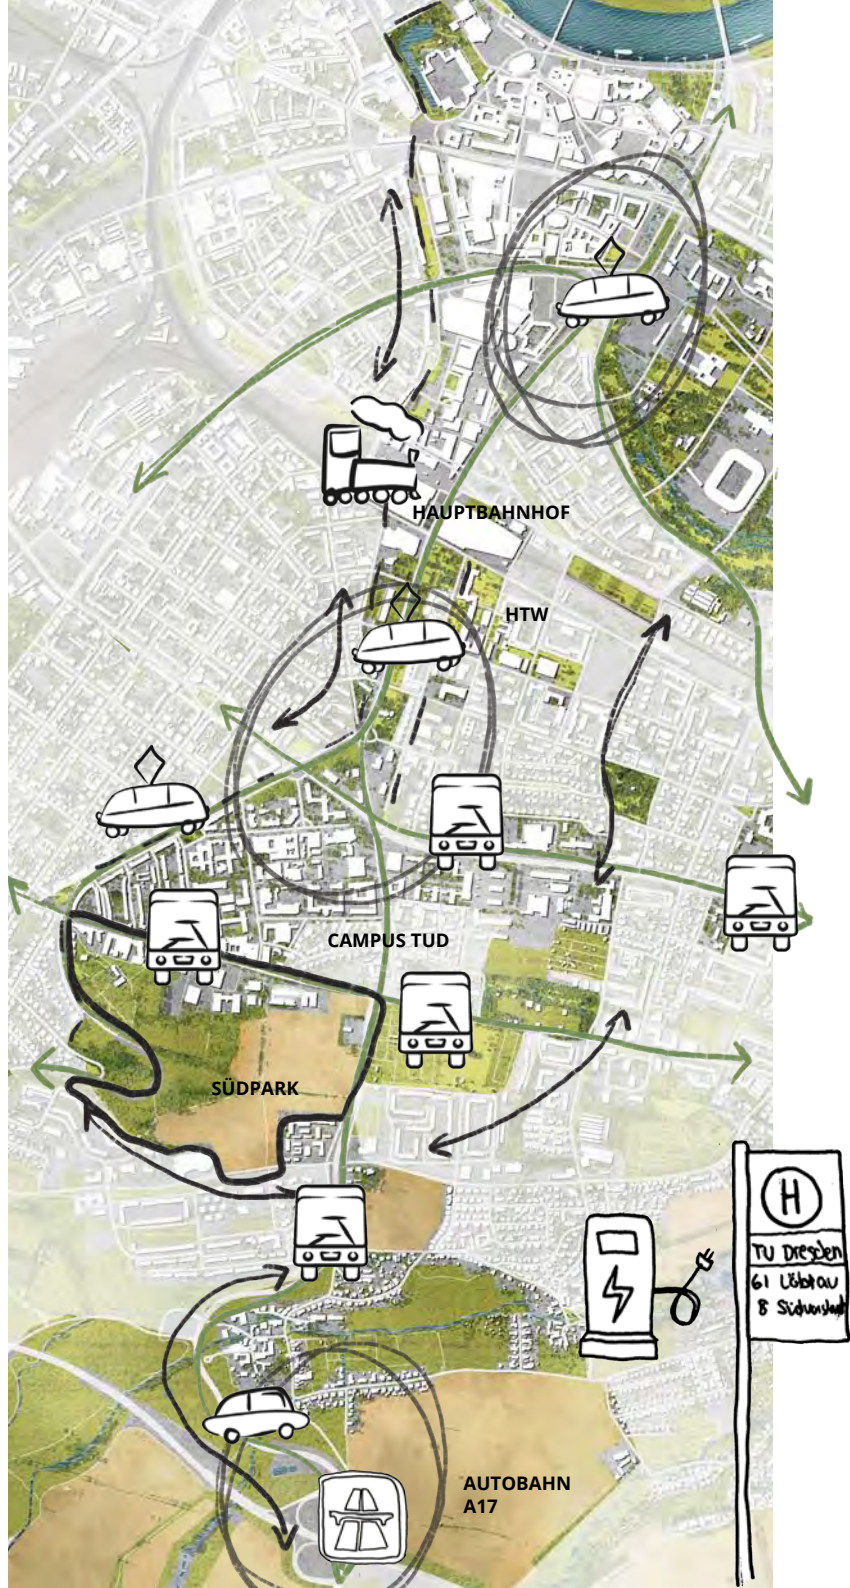 HAUPTBAHNHOF
HTW
CAMPUS TUD
SÜDPARK
H
TU Dresden
61 Löbtau
8 Südvorstadt
AUTOBAHN
A17